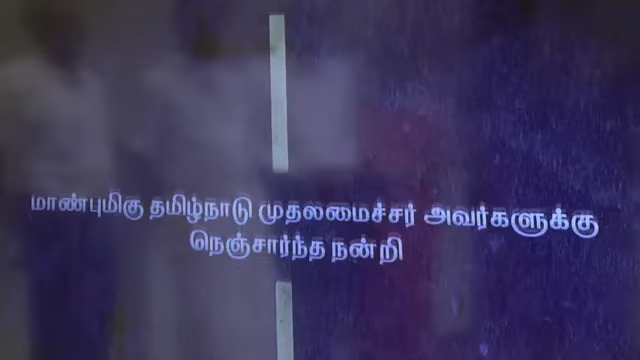 மாண்புமிகு தமிழ்நாடு முதலமைச்சர் அவர்களுக்கு
நெஞ்சார்ந்த நன்றி